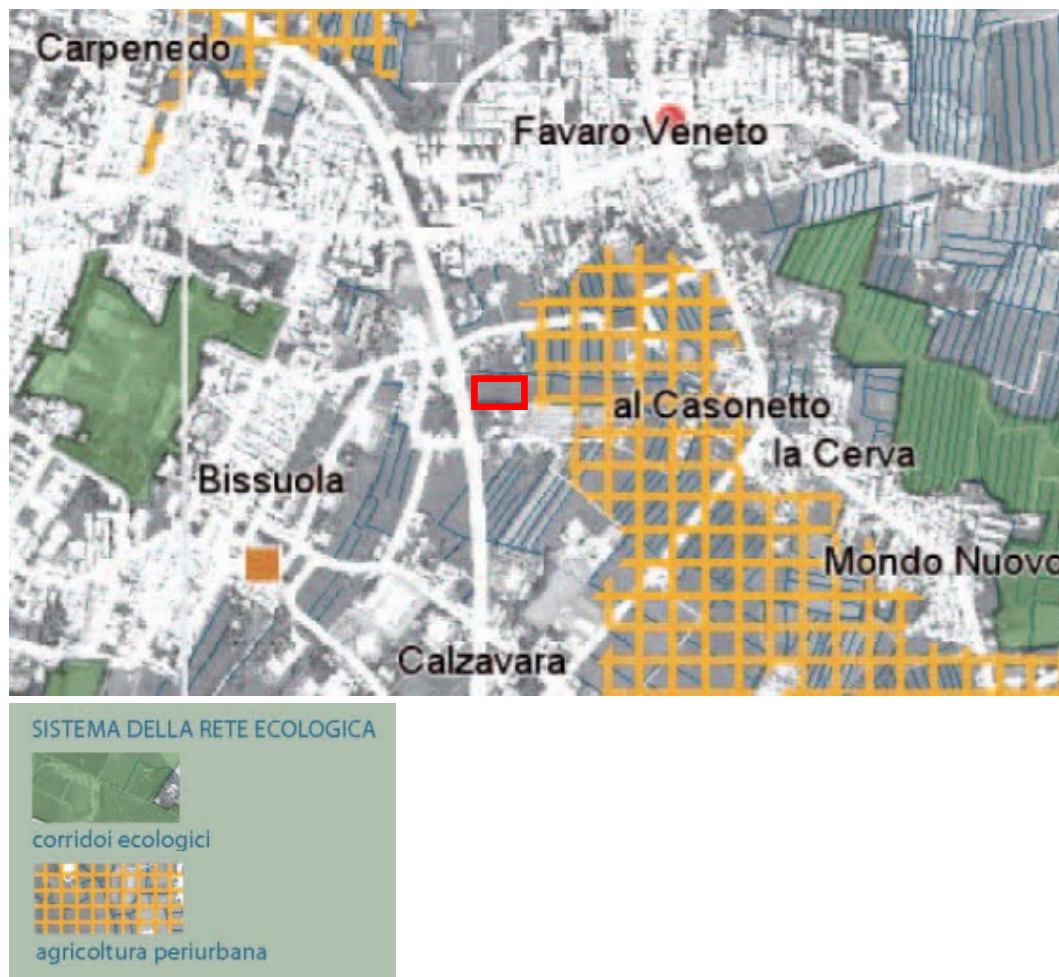 Carpenedo
Favaro Veneto
al Casonetto
la Cerva
Bissuola
Mondo Nuovo
Calzavara
SISTEMA DELLA RETE ECOLOGICA
corridoi ecologici
agricoltura periurbana